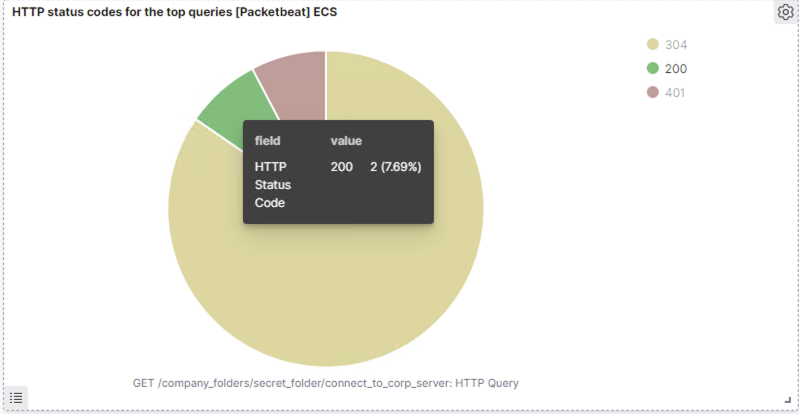 HTTP status codes for the top queries [Packetbeat] ECS
304
200
401
field value
HTTP 200 2 (7.69%)
Status
Code
GET /company_folders/secret_folder/connect_to_corp_server: HTTP Query